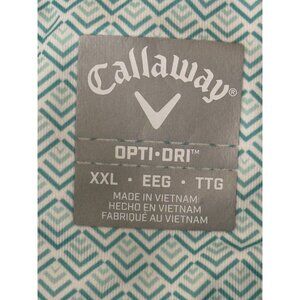 Callaway®
OPTI•DRI™
XXL • EEG • TTG
MADE IN VIETNAM
HECHO EN VIETNAM
FABRIQUÉ AU VIETNAM